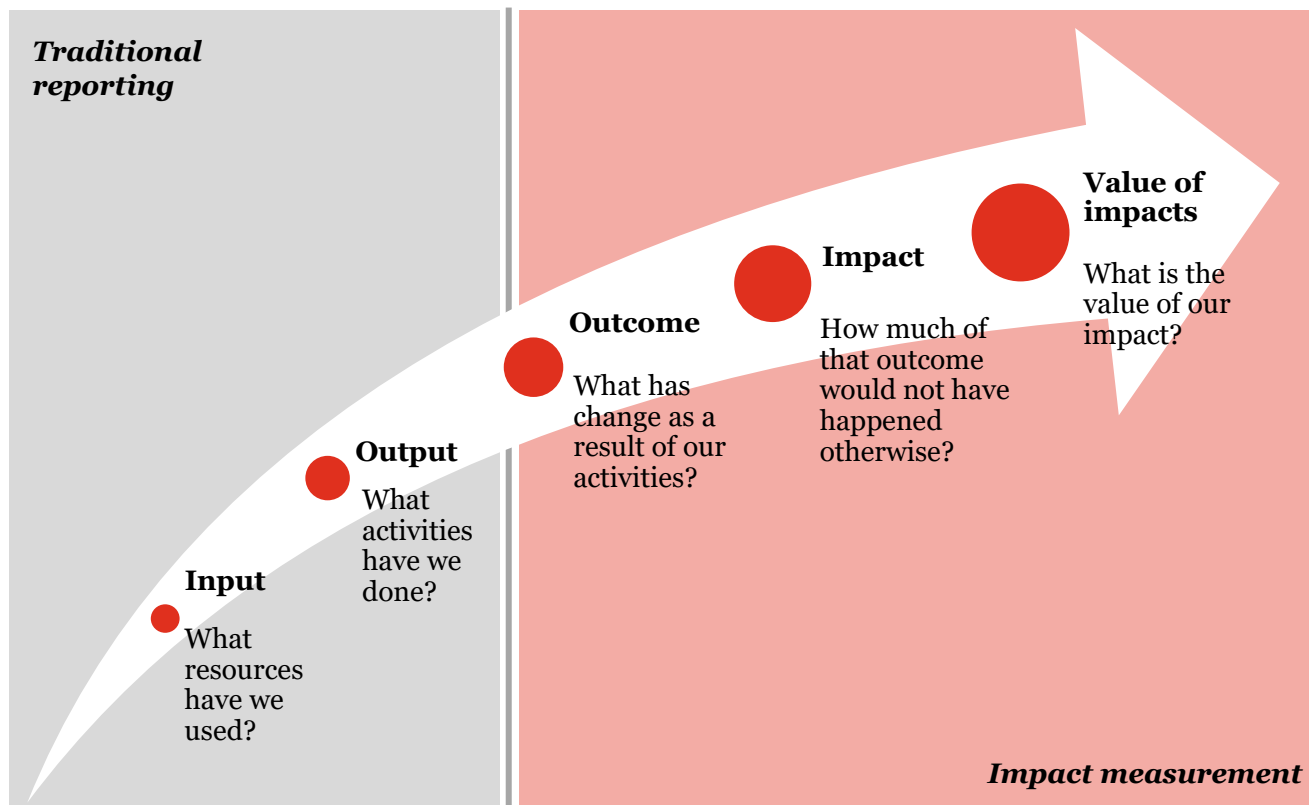 Traditional
reporting
Input
What
resources
have we
used?
Output
What
activities
have we
done?
Outcome
What has
change as a
result of our
activities?
Impact
How much of
that outcome
would not have
happened
otherwise?
Value of
impacts
What is the
value of our
impact?
Impact measurement